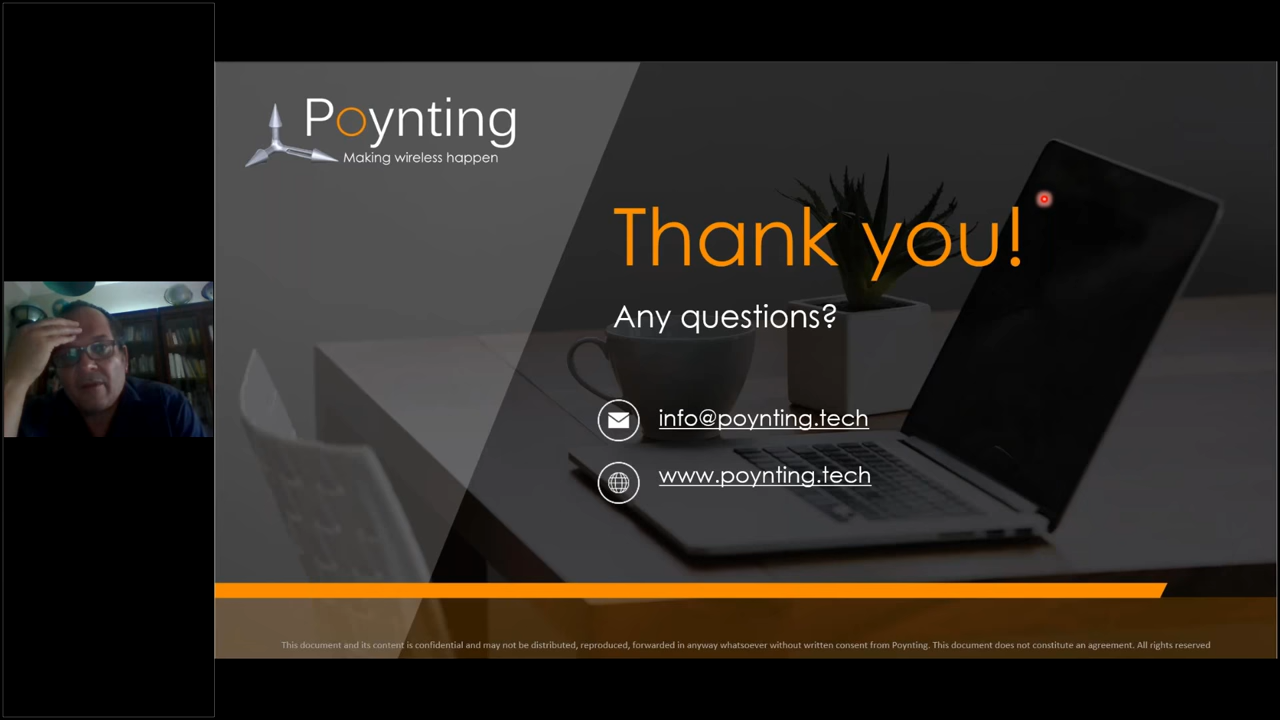 Poynting
Making wireless happen
Thank you!
Any questions?
info@poynting.tech
www.poynting.tech
This document and its content is confidential and may not be distributed, reproduced, forwarded in anyway whatsoever without written consent from Poynting. This document does not constitute an agreement. All rights reserved